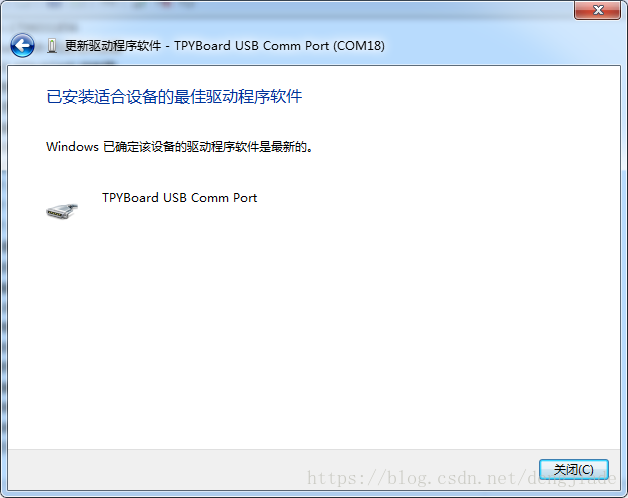 更新驱动程序软件 - TPYBoard USB Comm Port (COM18)
已安装适合设备的最佳驱动程序软件
Windows 已确定该设备的驱动程序软件是最新的。
TPYBoard USB Comm Port
关闭(C)
https://blog.csdn.net/dengjiade